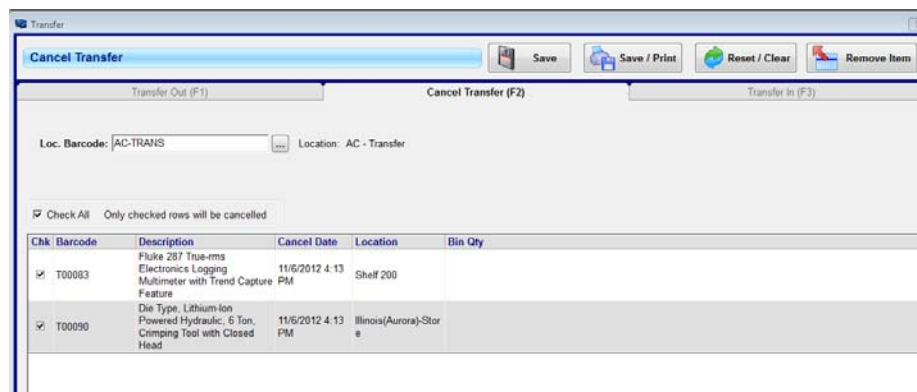 Transfer
Cancel Transfer Save Save / Print Reset / Clear Remove Item
Transfer Out (F1) Cancel Transfer (F2) Transfer In (F3)
Loc. Barcode: AC-TRANS ... Location: AC - Transfer
Check All Only checked rows will be cancelled
Chk Barcode Description Cancel Date Location Bin Qty
Fluke 287 True-rms
Electronics Logging 11/6/2012 4:13
T00083 Shelf 200
Multimeter with Trend Capture PM
Feature
Die Type, Lithium-Ion
Powered Hydraulic, 6 Ton, 11/6/2012 4:13 Illinois(Aurora)-Stor
T00090
Crimping Tool with Closed PM e
Head